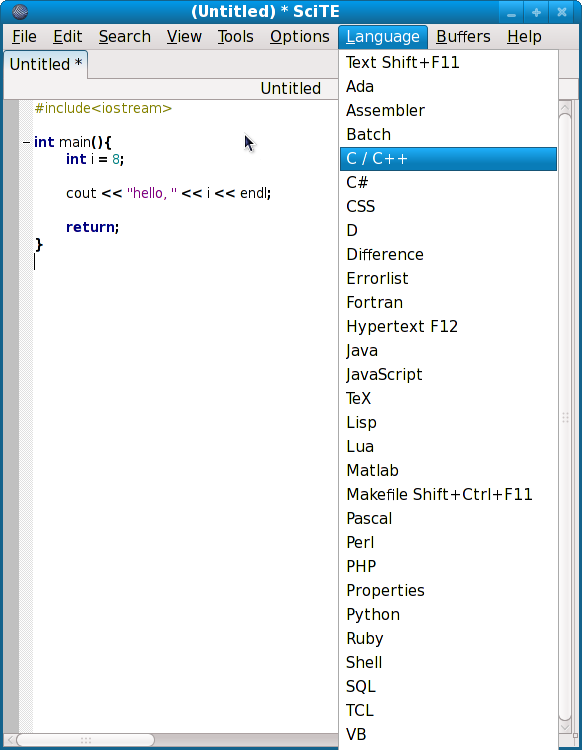 (Untitled) * SciTE
File Edit Search View Tools Options Language Buffers Help
Untitled *
Untitled
#include<iostream>
int main(){
int i = 8;
cout << "hello, " << i << endl;
return;
}
Text Shift+F11
Ada
Assembler
Batch
C / C++
C#
CSS
D
Difference
Errorlist
Fortran
Hypertext F12
Java
JavaScript
TeX
Lisp
Lua
Matlab
Makefile Shift+Ctrl+F11
Pascal
Perl
PHP
Properties
Python
Ruby
Shell
SQL
TCL
VB